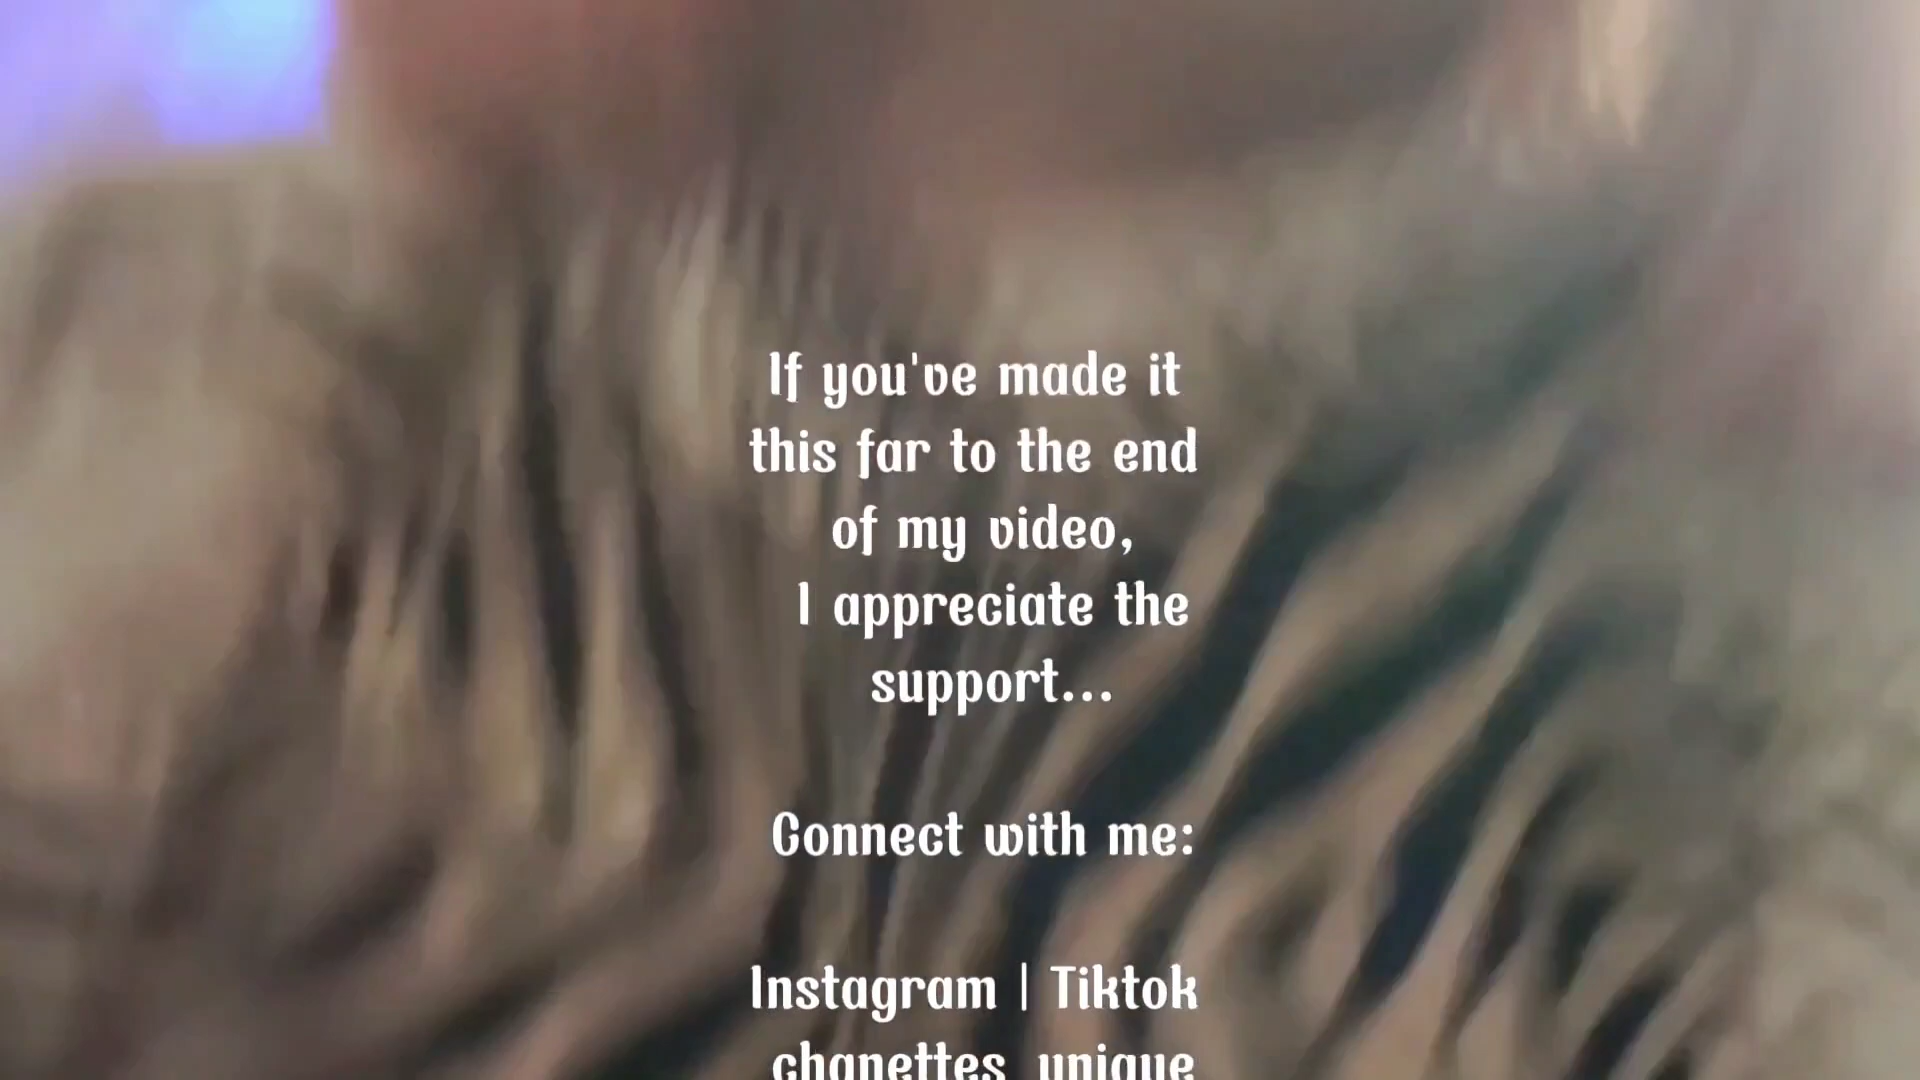 If you've made it
this far to the end
of my video,
I appreciate the
support...
Connect with me:
Instagram | Tiktok
chanettes_unique